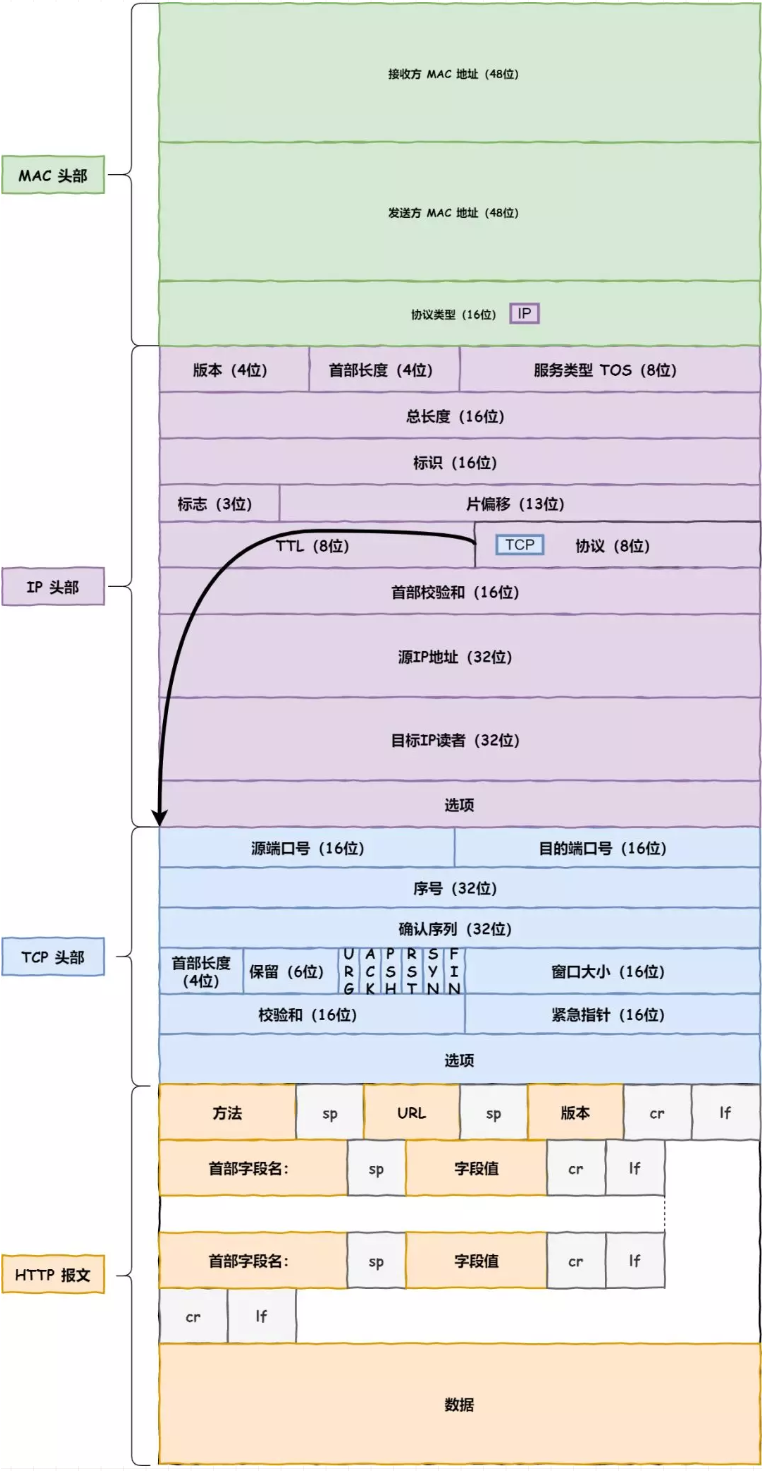 接收方 MAC 地址 (48位)
MAC 头部
发送方 MAC 地址 (48位)
协议类型 (16位) IP
版本 (4位) 首部长度 (4位) 服务类型 TOS (8位)
总长度 (16位)
标识 (16位)
标志 (3位) 片偏移 (13位)
TTL (8位) TCP 协议 (8位)
IP 头部
首部校验和 (16位)
源IP地址 (32位)
目标IP读者 (32位)
选项
源端口号 (16位) 目的端口号 (16位)
序号 (32位)
确认序列 (32位)
TCP 头部
首部长度
(4位)
保留 (6位)
URG ACK PSH RST SYN FIN
窗口大小 (16位)
校验和 (16位) 紧急指针 (16位)
选项
方法 sp URL sp 版本 cr lf
首部字段名: sp 字段值 cr lf
首部字段名: sp 字段值 cr lf
HTTP 报文
cr lf
数据